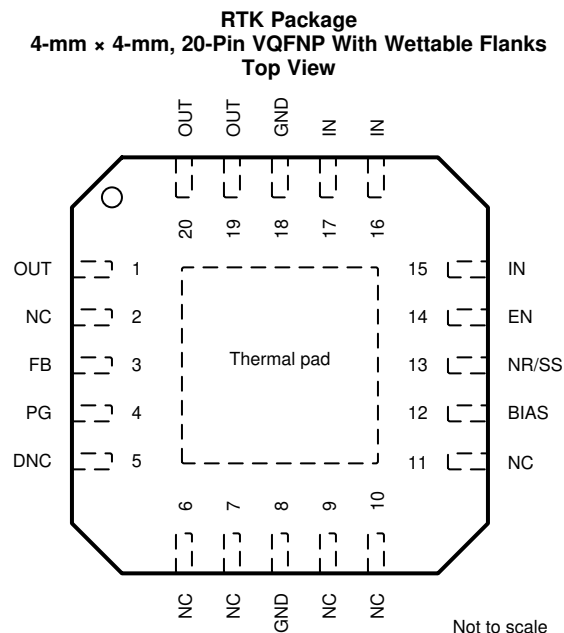 RTK Package
4-mm × 4-mm, 20-Pin VQFNP With Wettable Flanks
Top View
OUT
OUT
GND
IN
IN
20
19
18
17
16
OUT 1
NC 2
FB 3
PG 4
DNC 5
Thermal pad
15 IN
14 EN
13 NR/SS
12 BIAS
11 NC
6
7
8
9
10
NC
NC
GND
NC
NC
Not to scale